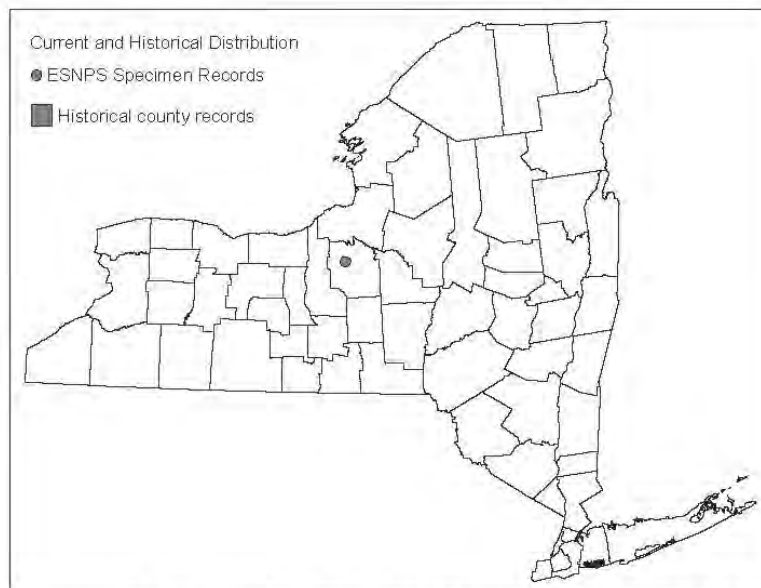 Current and Historical Distribution
ESNPS Specimen Records
Historical county records